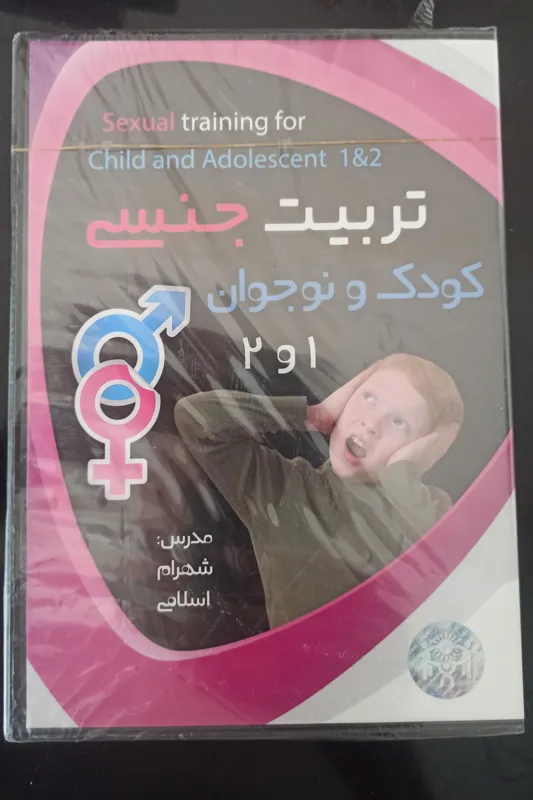 Sexual training for
Child and Adolescent 1&2
تربیت جنسی
کودک و نوجوان
۱ و ۲
مدرس:
شهرام
اسلامی